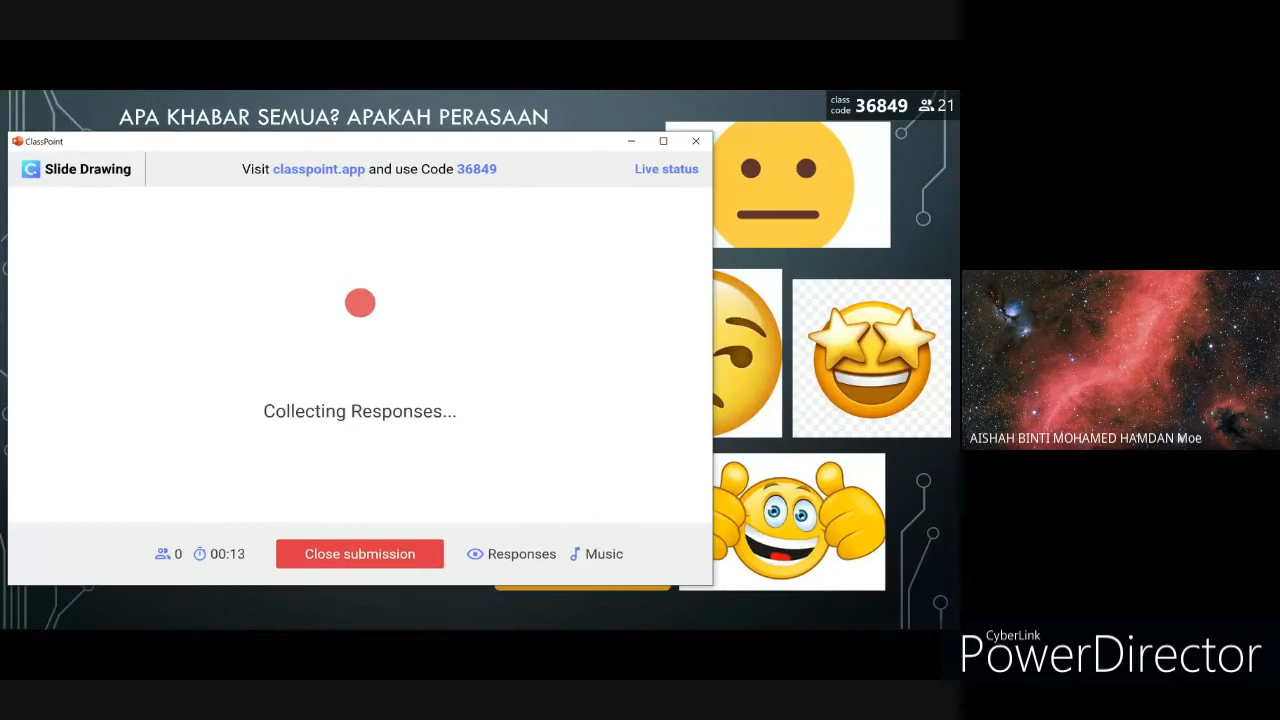 APA KHABAR SEMUA? APAKAH PERASAAN
class code 36849 21
ClassPoint
Slide Drawing
Visit classpoint.app and use Code 36849
Live status
Collecting Responses...
0 00:13
Close submission
Responses
Music
AISHAH BINTI MOHAMED HAMDAN Moe
CyberLink
PowerDirector